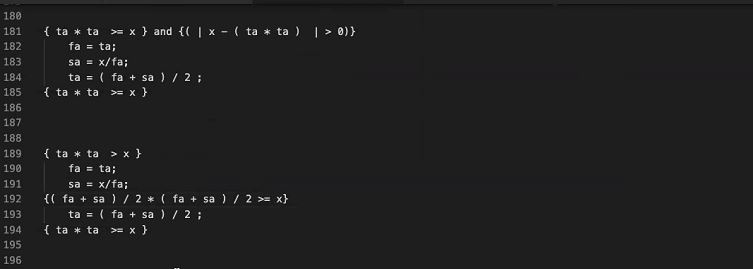 180
181 { ta * ta >= x } and {( | x - ( ta * ta ) | > 0)}
182 fa = ta;
183 sa = x/fa;
184 ta = ( fa + sa ) / 2 ;
185 { ta * ta >= x }
186
187
188
189 { ta * ta > x }
190 fa = ta;
191 sa = x/fa;
192 {( fa + sa ) / 2 * ( fa + sa ) / 2 >= x}
193 ta = ( fa + sa ) / 2 ;
194 { ta * ta >= x }
195
196